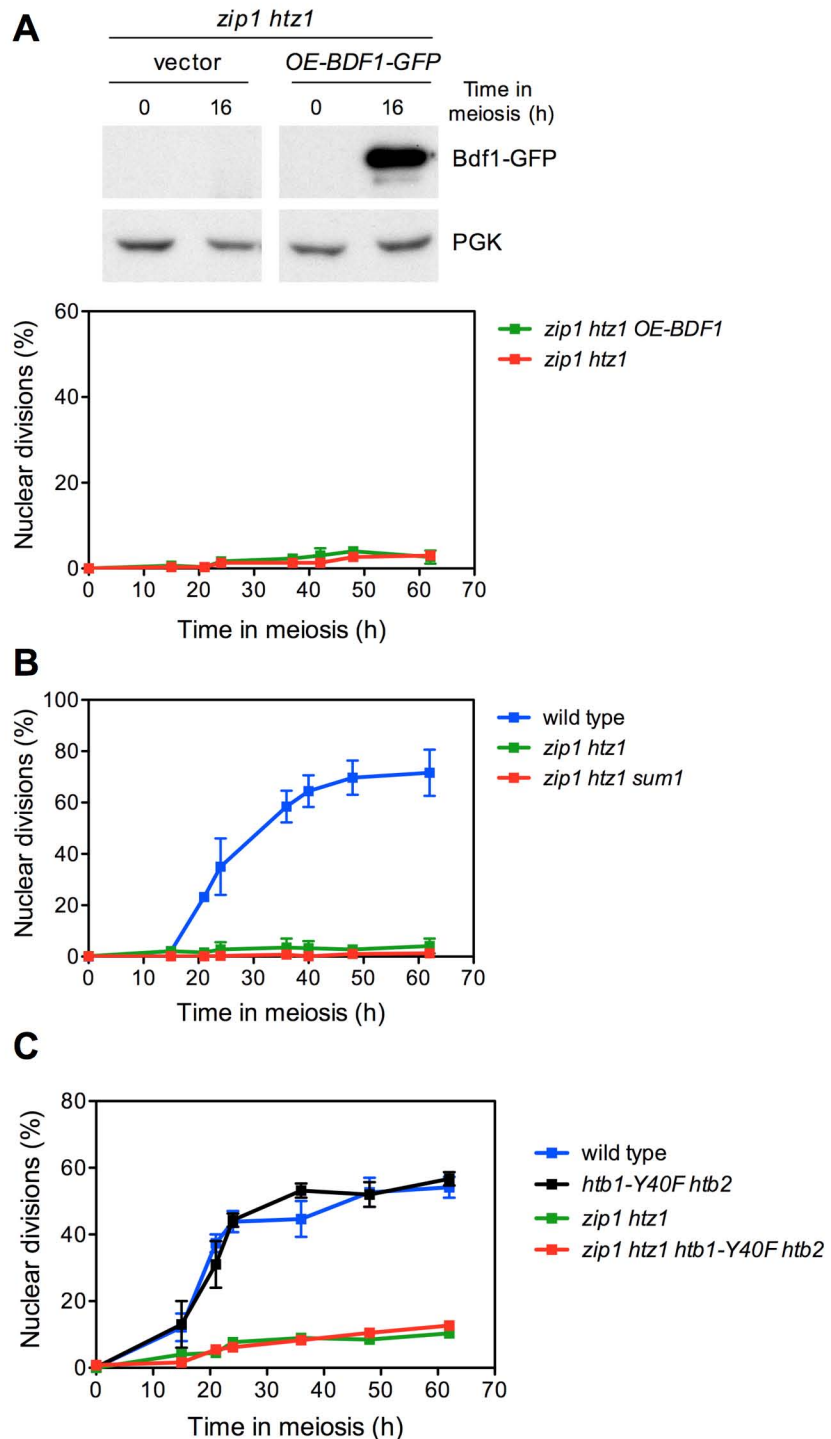 A
zip1 htz1
vector OE-BDF1-GFP
0 16 0 16 Time in
meiosis (h)
Bdf1-GFP
PGK
60
40
20
0
0 10 20 30 40 50 60 70
Nuclear divisions (%)
Time in meiosis (h)
zip1 htz1 OE-BDF1
zip1 htz1
B
100
80
60
40
20
0
0 10 20 30 40 50 60 70
Nuclear divisions (%)
Time in meiosis (h)
wild type
zip1 htz1
zip1 htz1 sum1
C
80
60
40
20
0
0 10 20 30 40 50 60 70
Nuclear divisions (%)
Time in meiosis (h)
wild type
htb1-Y40F htb2
zip1 htz1
zip1 htz1 htb1-Y40F htb2